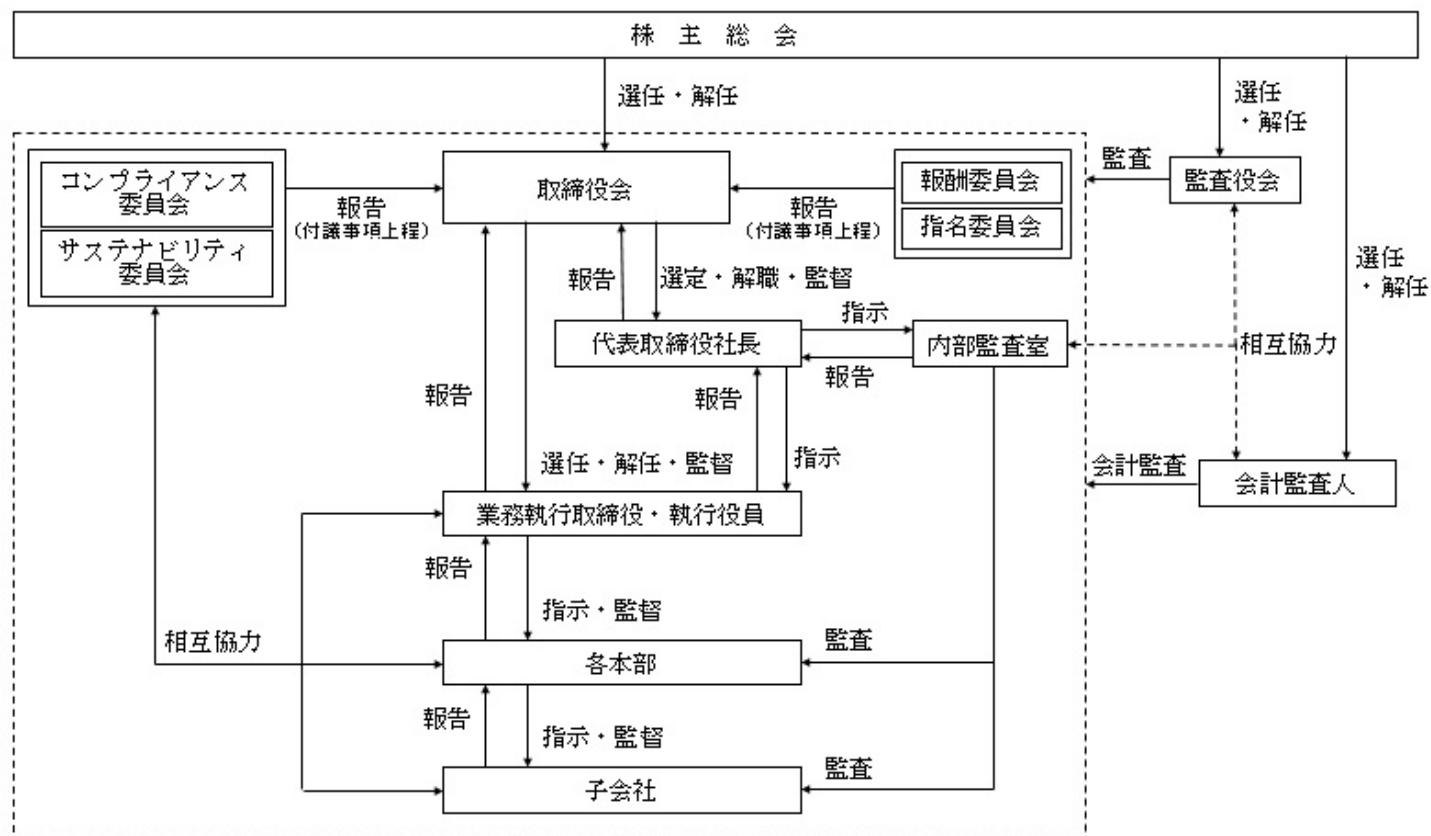 株主総会
選任・解任
選任
・解任
選任
・解任
コンプライアンス
委員会
サステナビリティ
委員会
報告
(付議事項上程)
取締役会
報告
(付議事項上程)
報酬委員会
指名委員会
監査
監査役会
報告
選定・解職・監督
代表取締役社長
指示
報告
内部監査室
相互協力
報告
選任・解任・監督
報告
指示
会計監査
会計監査人
業務執行取締役・執行役員
報告
指示・監督
相互協力
各本部
監査
報告
指示・監督
子会社
監査